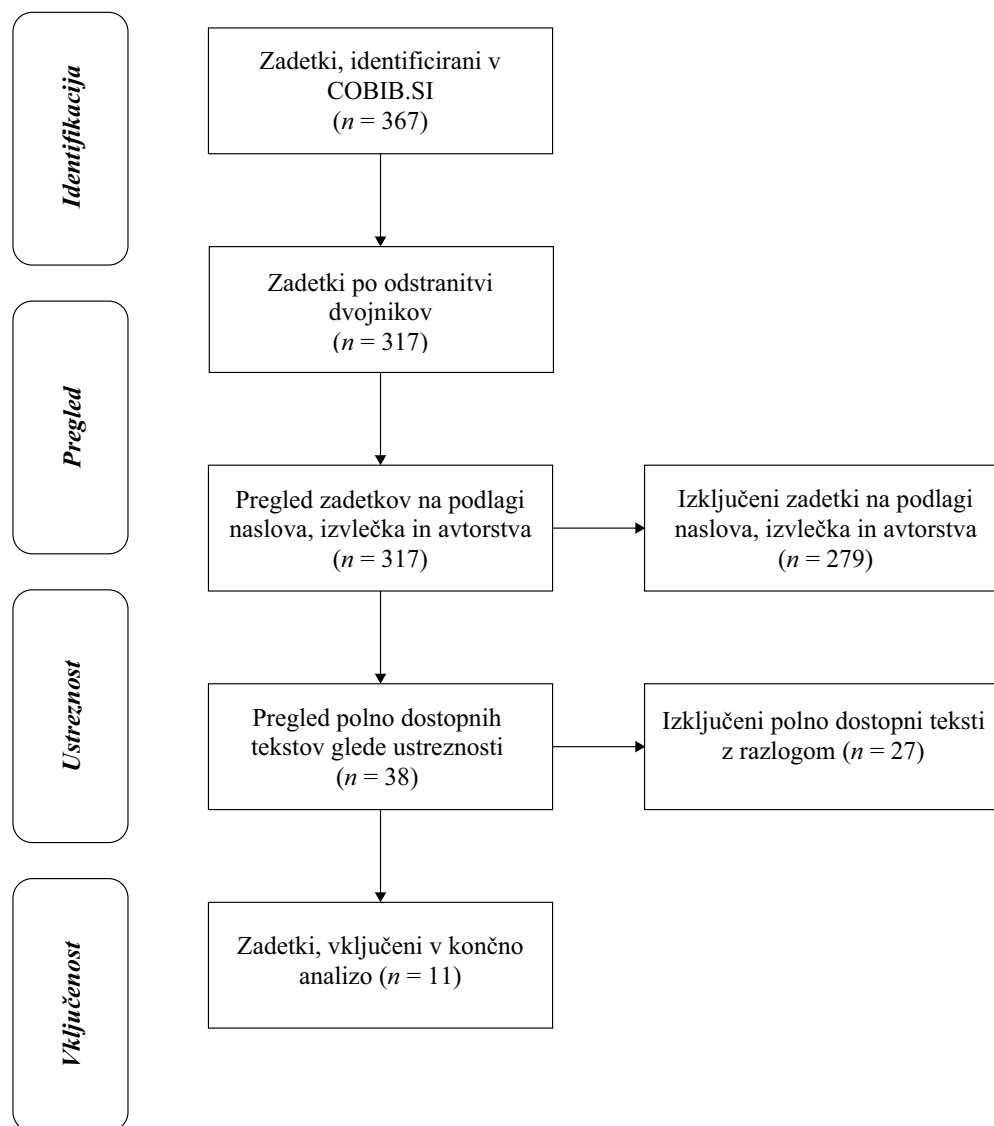 Identifikacija
Zadetki, identificirani v
COBIB.SI
(n = 367)
Zadetki po odstranitvi
dvojnikov
(n = 317)
Pregled
Pregled zadetkov na podlagi
naslova, izvlečka in avtorstva
(n = 317)
Izključeni zadetki na podlagi
naslova, izvlečka in avtorstva
(n = 279)
Ustreznost
Pregled polno dostopnih
tekstov glede ustreznosti
(n = 38)
Izključeni polno dostopni teksti
z razlogom (n = 27)
Vključenost
Zadetki, vključeni v končno
analizo (n = 11)